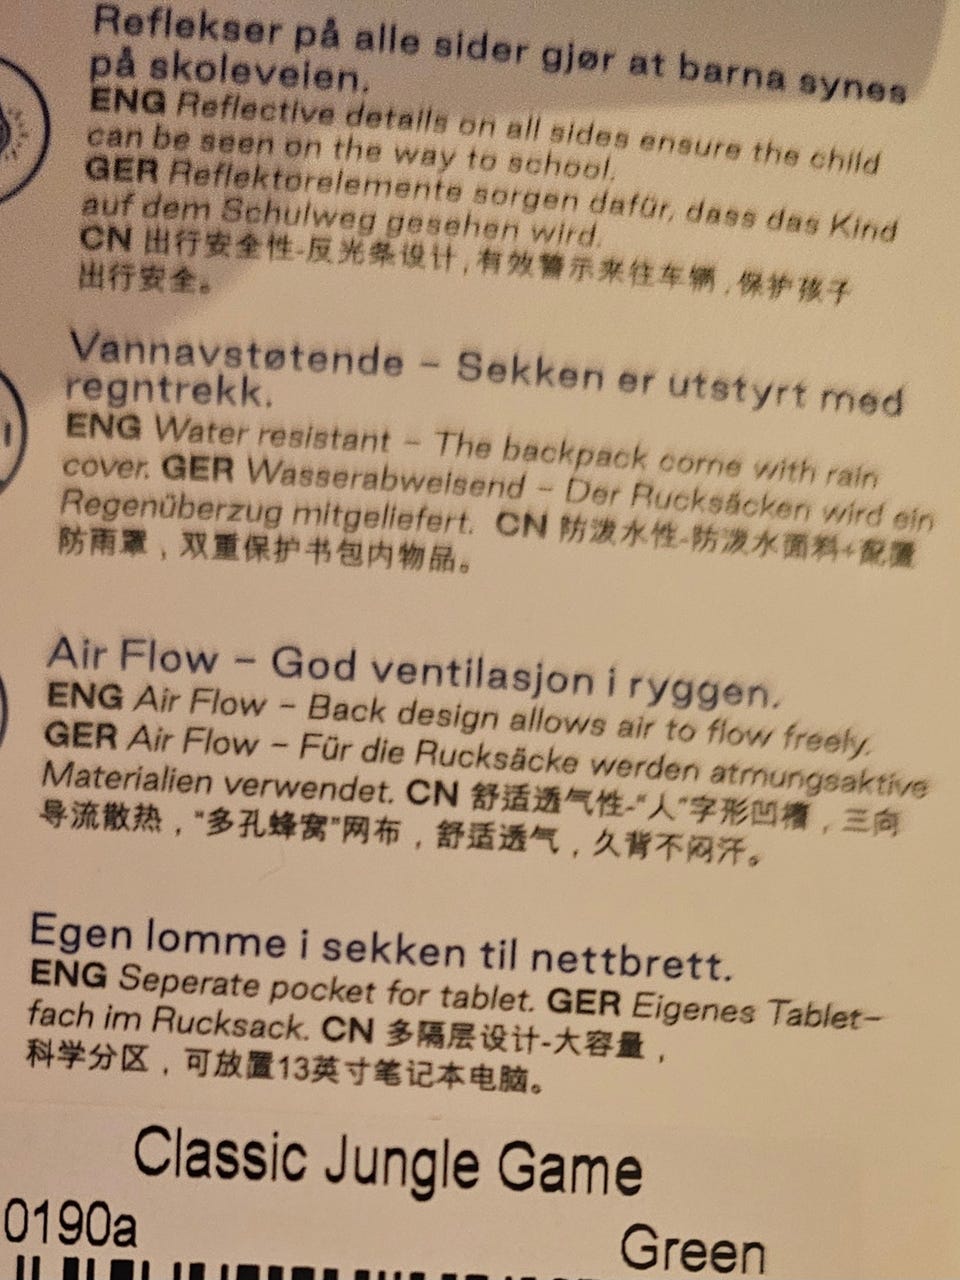 Reflekser på alle sider gjør at barna synes
på skoleveien.
ENG Reflective details on all sides ensure the child
can be seen on the way to school.
GER Reflektorelemente sorgen dafür, dass das Kind
auf dem Schulweg gesehen wird.
CN 出行安全性-反光条设计,有效警示来往车辆,保护孩子
出行安全。
Vannavstøtende – Sekken er utstyrt med
regntrekk.
ENG Water resistant – The backpack come with rain
cover. GER Wasserabweisend – Der Rucksäcken wird ein
Regenüberzug mitgeliefert. CN 防泼水性-防泼水面料+配置
防雨罩,双重保护书包内物品。
Air Flow – God ventilasjon i ryggen.
ENG Air Flow – Back design allows air to flow freely.
GER Air Flow – Für die Rucksäcke werden atmungsaktive
Materialien verwendet. CN 舒适透气性-“人”字形凹槽,三向
导流散热,“多孔蜂窝”网布,舒适透气,久背不闷汗。
Egen lomme i sekken til nettbrett.
ENG Seperate pocket for tablet. GER Eigenes Tablet–
fach im Rucksack. CN 多隔层设计-大容量,
科学分区,可放置13英寸笔记本电脑。
Classic Jungle Game
0190a
Green